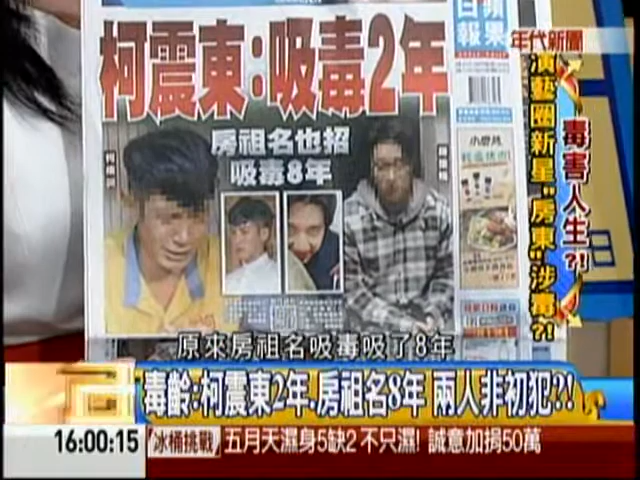 柯震東:吸毒2年
蘋果日報
年代新聞
房祖名也招
吸毒8年
演藝圈新星"房東"涉毒?!
毒害人生?!
原來房祖名吸毒吸了8年
毒齡:柯震東2年.房祖名8年 兩人非初犯?!
16:00:15 冰桶挑戰 五月天濕身5缺2 不只濕! 誠意加捐50萬